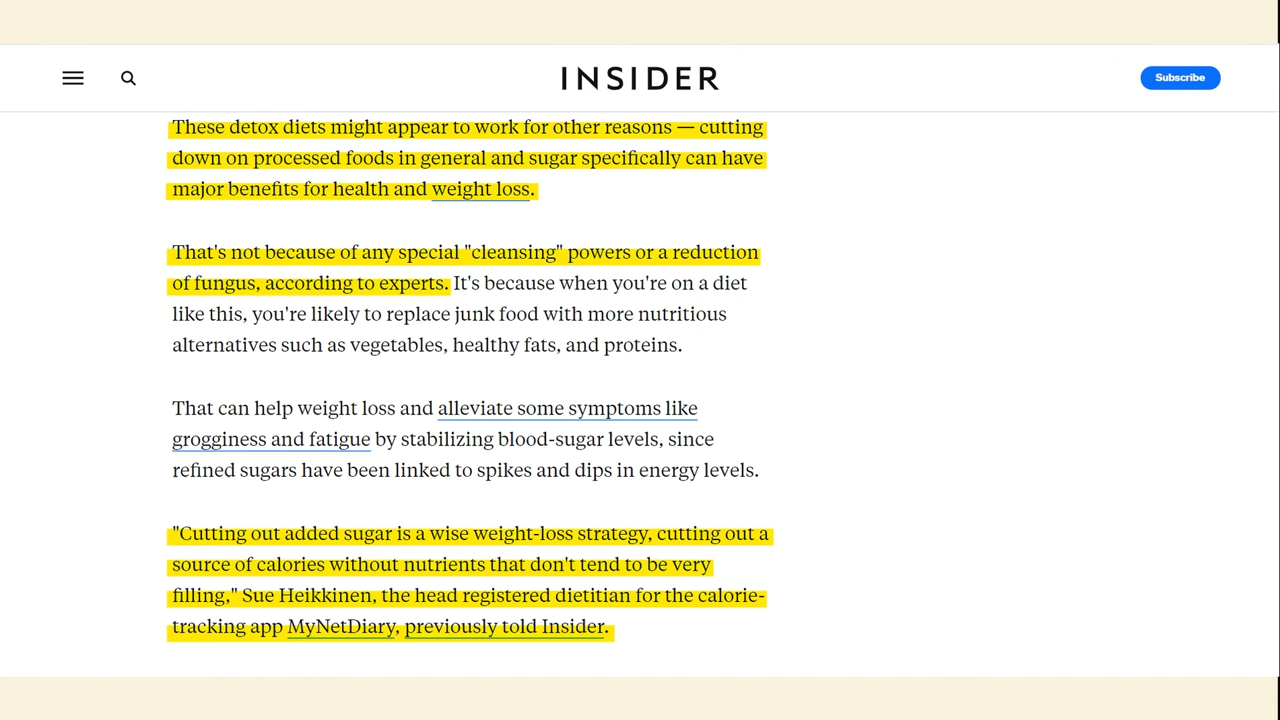 INSIDER
Subscribe
These detox diets might appear to work for other reasons — cutting
down on processed foods in general and sugar specifically can have
major benefits for health and weight loss.
That's not because of any special "cleansing" powers or a reduction
of fungus, according to experts. It's because when you're on a diet
like this, you're likely to replace junk food with more nutritious
alternatives such as vegetables, healthy fats, and proteins.
That can help weight loss and alleviate some symptoms like
grogginess and fatigue by stabilizing blood-sugar levels, since
refined sugars have been linked to spikes and dips in energy levels.
"Cutting out added sugar is a wise weight-loss strategy, cutting out a
source of calories without nutrients that don't tend to be very
filling," Sue Heikkinen, the head registered dietitian for the calorie-
tracking app MyNetDiary, previously told Insider.